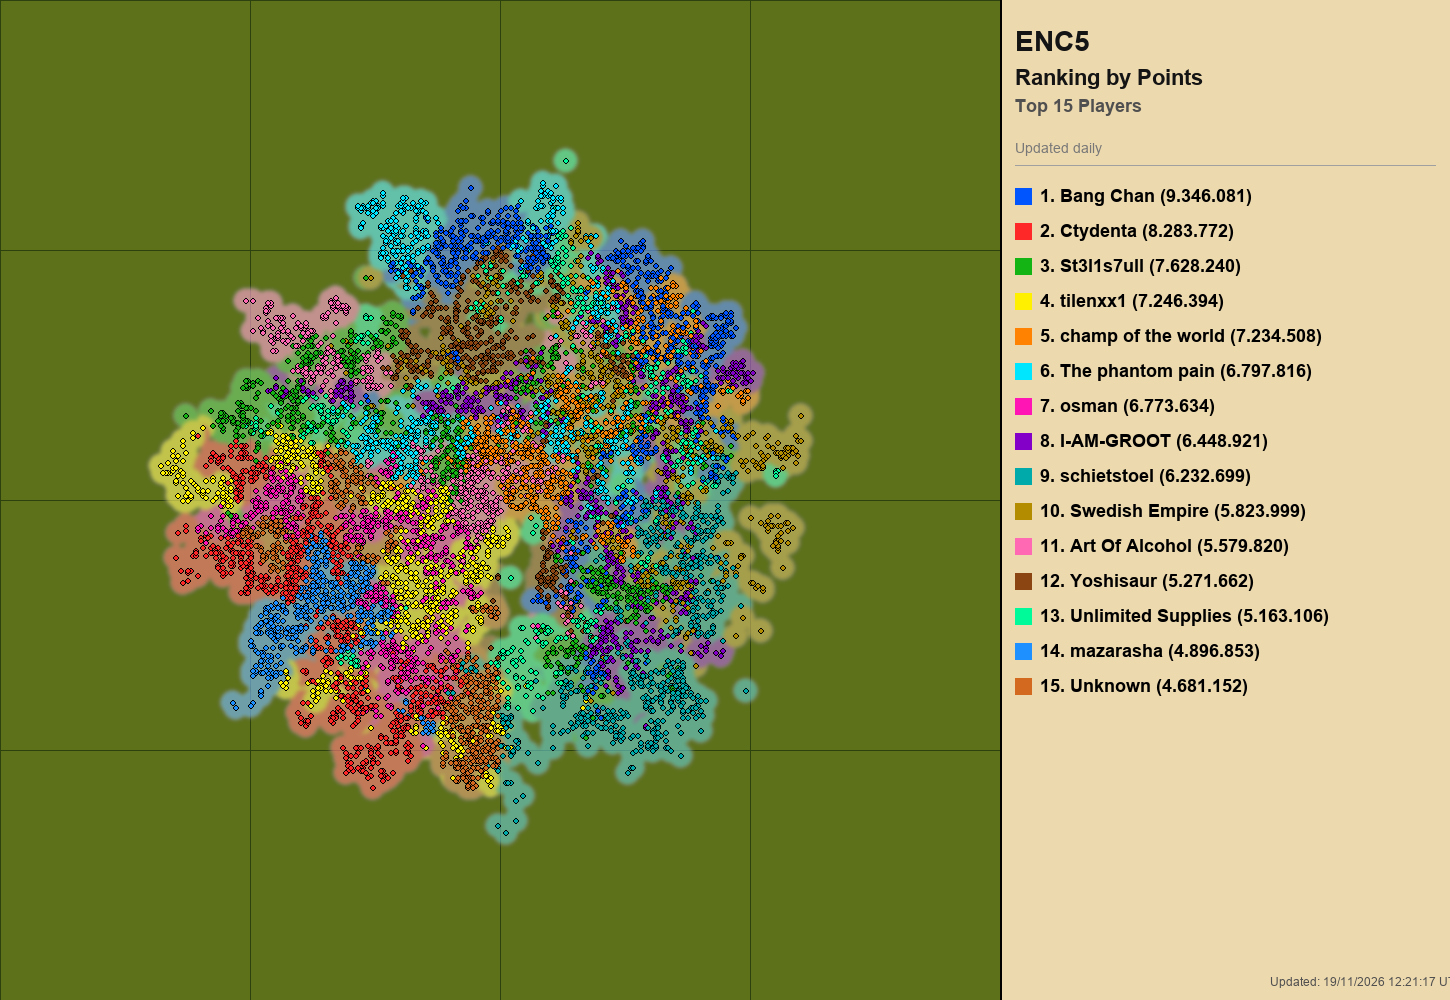 ENC5
Ranking by Points
Top 15 Players
Updated daily
1. Bang Chan (9.346.081)
2. Ctydenta (8.283.772)
3. St3l1s7ull (7.628.240)
4. tilenxx1 (7.246.394)
5. champ of the world (7.234.508)
6. The phantom pain (6.797.816)
7. osman (6.773.634)
8. I-AM-GROOT (6.448.921)
9. schietstoel (6.232.699)
10. Swedish Empire (5.823.999)
11. Art Of Alcohol (5.579.820)
12. Yoshisaur (5.271.662)
13. Unlimited Supplies (5.163.106)
14. mazarasha (4.896.853)
15. Unknown (4.681.152)
Updated: 19/11/2026 12:21:17